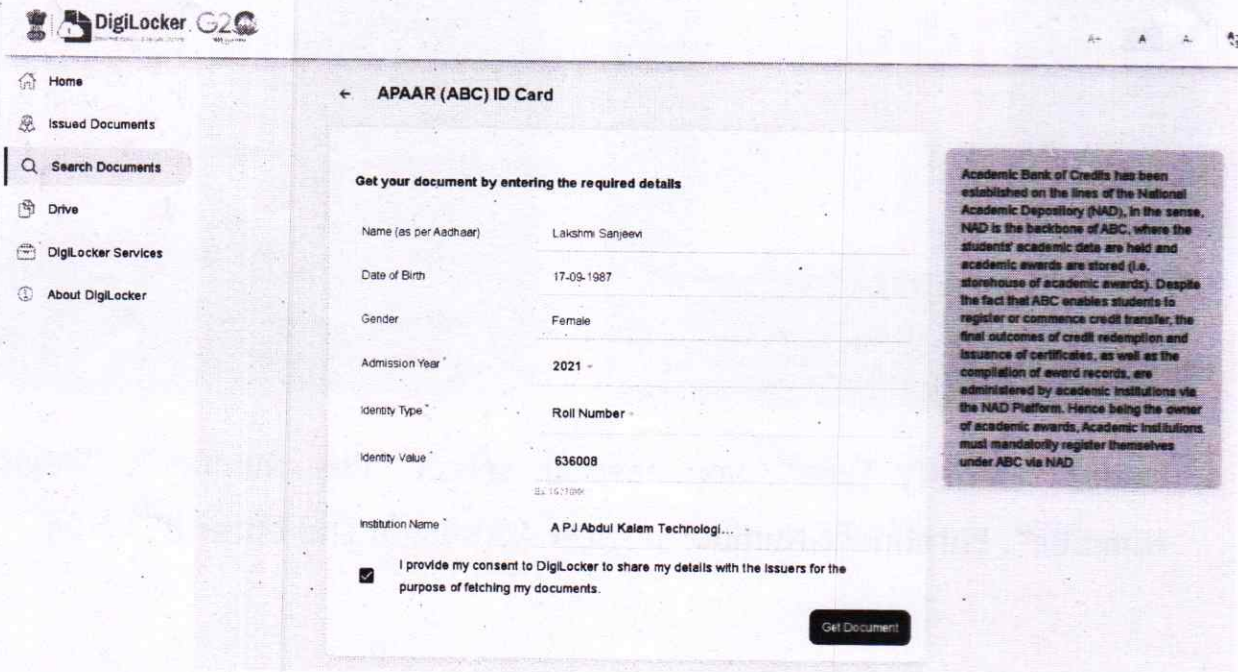 DigiLocker G20
A+ A A-
Home
Issued Documents
Search Documents
Drive
DigiLocker Services
About DigiLocker
← APAAR (ABC) ID Card
Get your document by entering the required details
Name (as per Aadhaar) Lakshmi Sanjeevi
Date of Birth 17-09-1987
Gender Female
Admission Year * 2021
Identity Type * Roll Number
Identity Value * 636008
Institution Name * A P J Abdul Kalam Technologi...
I provide my consent to DigiLocker to share my details with the issuers for the
purpose of fetching my documents.
Get Document
Academic Bank of Credits has been
established on the lines of the National
Academic Depository (NAD), in the sense,
NAD is the backbone of ABC, where the
students' academic data are held and
academic awards are stored (i.e.
storehouse of academic awards). Despite
the fact that ABC enables students to
register or commence credit transfer, the
final outcomes of credit redemption and
issuance of certificates, as well as the
compilation of award records, are
administered by academic institutions via
the NAD Platform. Hence being the owner
of academic awards, Academic Institutions
must mandatorily register themselves
under ABC via NAD